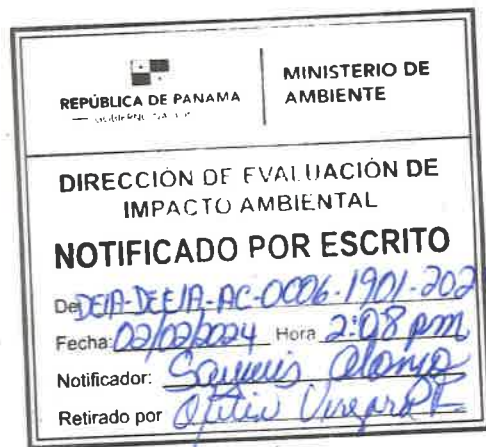 REPÚBLICA DE PANAMA
MINISTERIO DE
AMBIENTE
DIRECCIÓN DE EVALUACIÓN DE
IMPACTO AMBIENTAL
NOTIFICADO POR ESCRITO
De DEIA-DEEIA-AC-0006-1901-202
Fecha: 02/02/2024 Hora 2:08 pm
Notificador:
Retirado por